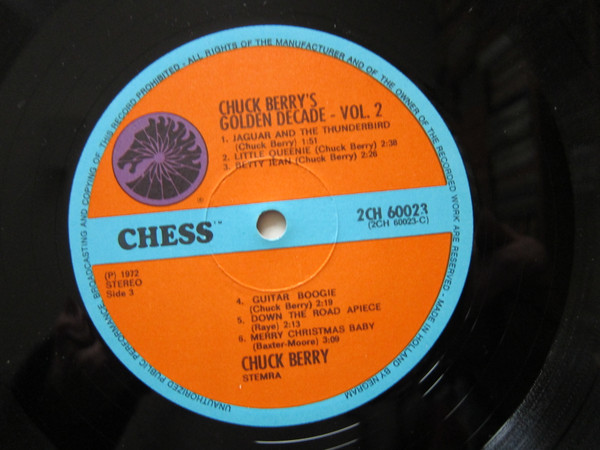 UNAUTHORIZED PUBLIC PERFORMANCE BROADCASTING AND COPYING OF THIS RECORD PROHIBITED - ALL RIGHTS OF THE MANUFACTURER AND OF THE OWNER OF THE RECORDED WORK ARE RESERVED - MADE IN HOLLAND BY NEGRAM
CHUCK BERRY'S
GOLDEN DECADE - VOL. 2
1. JAGUAR AND THE THUNDERBIRD
(Chuck Berry) 1:51
2. LITTLE QUEENIE (Chuck Berry) 2:38
3. BETTY JEAN (Chuck Berry) 2:26
®
CHESS™
2CH 60023
(2CH 60023-C)
(P) 1972
STEREO
Side 3
4. GUITAR BOOGIE
(Chuck Berry) 2:19
5. DOWN THE ROAD APIECE
(Raye) 2:13
6. MERRY CHRISTMAS BABY
(Baxter-Moore) 3:09
CHUCK BERRY
STEMRA